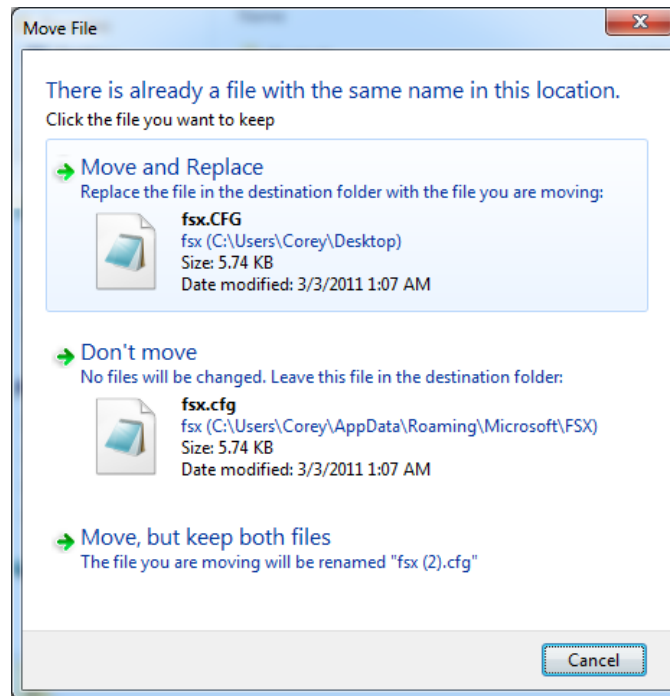 Move File
There is already a file with the same name in this location.
Click the file you want to keep
Move and Replace
Replace the file in the destination folder with the file you are moving:
fsx.CFG
fsx (C:\Users\Corey\Desktop)
Size: 5.74 KB
Date modified: 3/3/2011 1:07 AM
Don't move
No files will be changed. Leave this file in the destination folder:
fsx.cfg
fsx (C:\Users\Corey\AppData\Roaming\Microsoft\FSX)
Size: 5.74 KB
Date modified: 3/3/2011 1:07 AM
Move, but keep both files
The file you are moving will be renamed "fsx (2).cfg"
Cancel